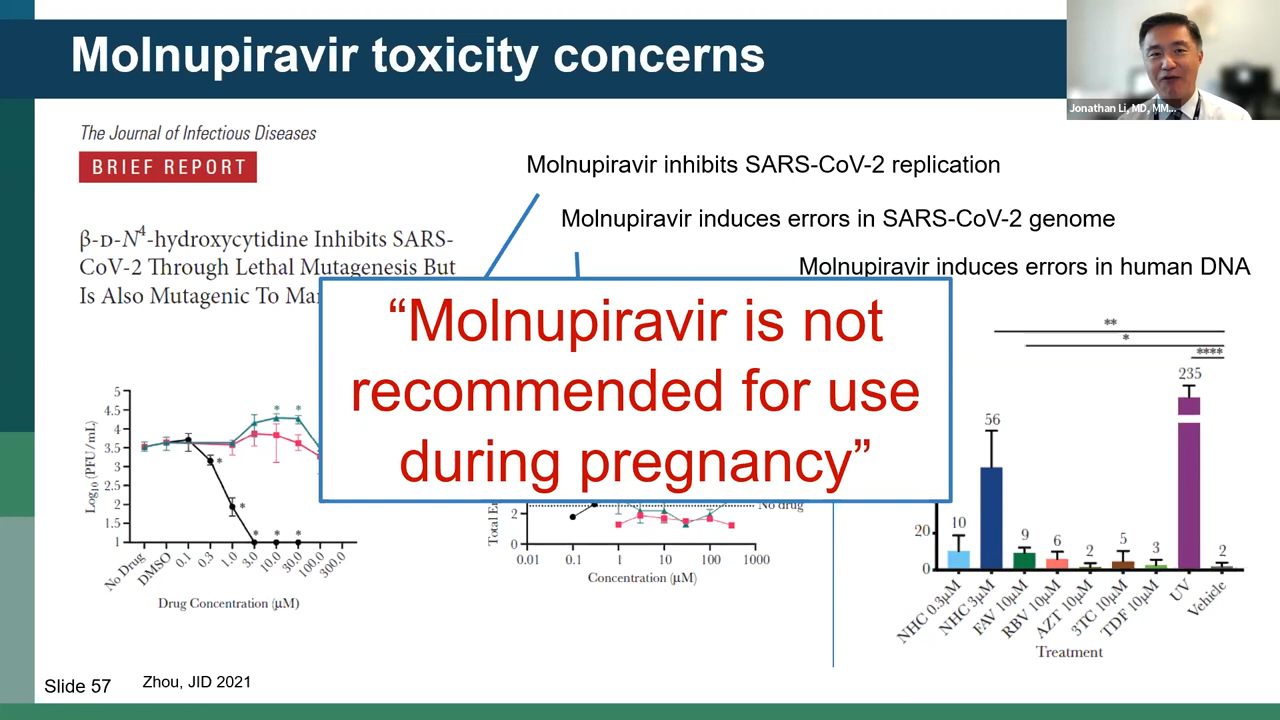 Molnupiravir toxicity concerns
Jonathan Li, MD, MM...
The Journal of Infectious Diseases
BRIEF REPORT
β-D-N4-hydroxycytidine Inhibits SARS-
CoV-2 Through Lethal Mutagenesis But
Is Also Mutagenic To Ma
Molnupiravir inhibits SARS-CoV-2 replication
Molnupiravir induces errors in SARS-CoV-2 genome
Molnupiravir induces errors in human DNA
“Molnupiravir is not
recommended for use
during pregnancy”
5
4.5
4
3.5
3
2.5
2
1.5
1
Log10 (PFU/mL)
* *
*
*
* * *
No Drug
DMSO
0.1
0.3
1.0
3.0
10.0
30.0
100.0
300.0
Drug Concentration (μM)
Total E
2
0
No drug
0.01
0.1
1
10
100
1000
Concentration (μM)
**
*
****
235
56
20
0
10
9
6
2
5
3
2
NHC 0.3μM
NHC 3μM
FAV 10μM
RBV 10μM
AZT 10μM
3TC 10μM
TDF 10μM
UV
Vehicle
Treatment
Slide 57
Zhou, JID 2021